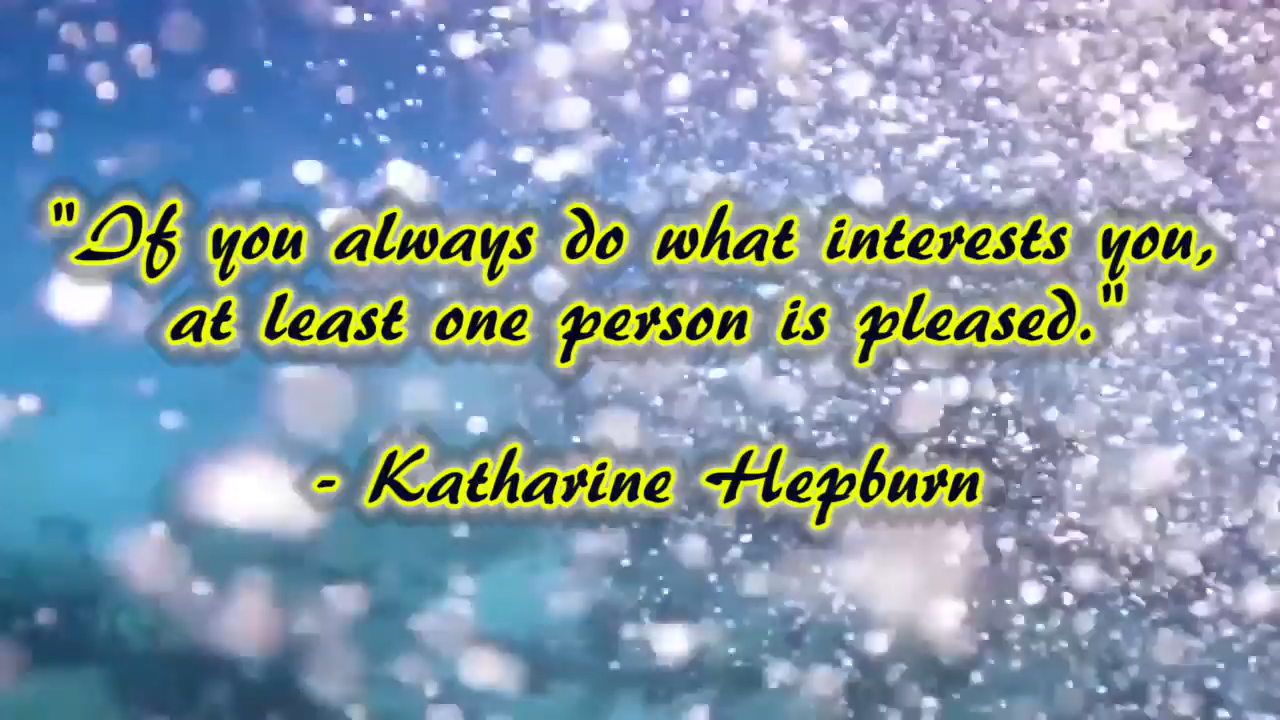 "If you always do what interests you,
at least one person is pleased."
- Katharine Hepburn